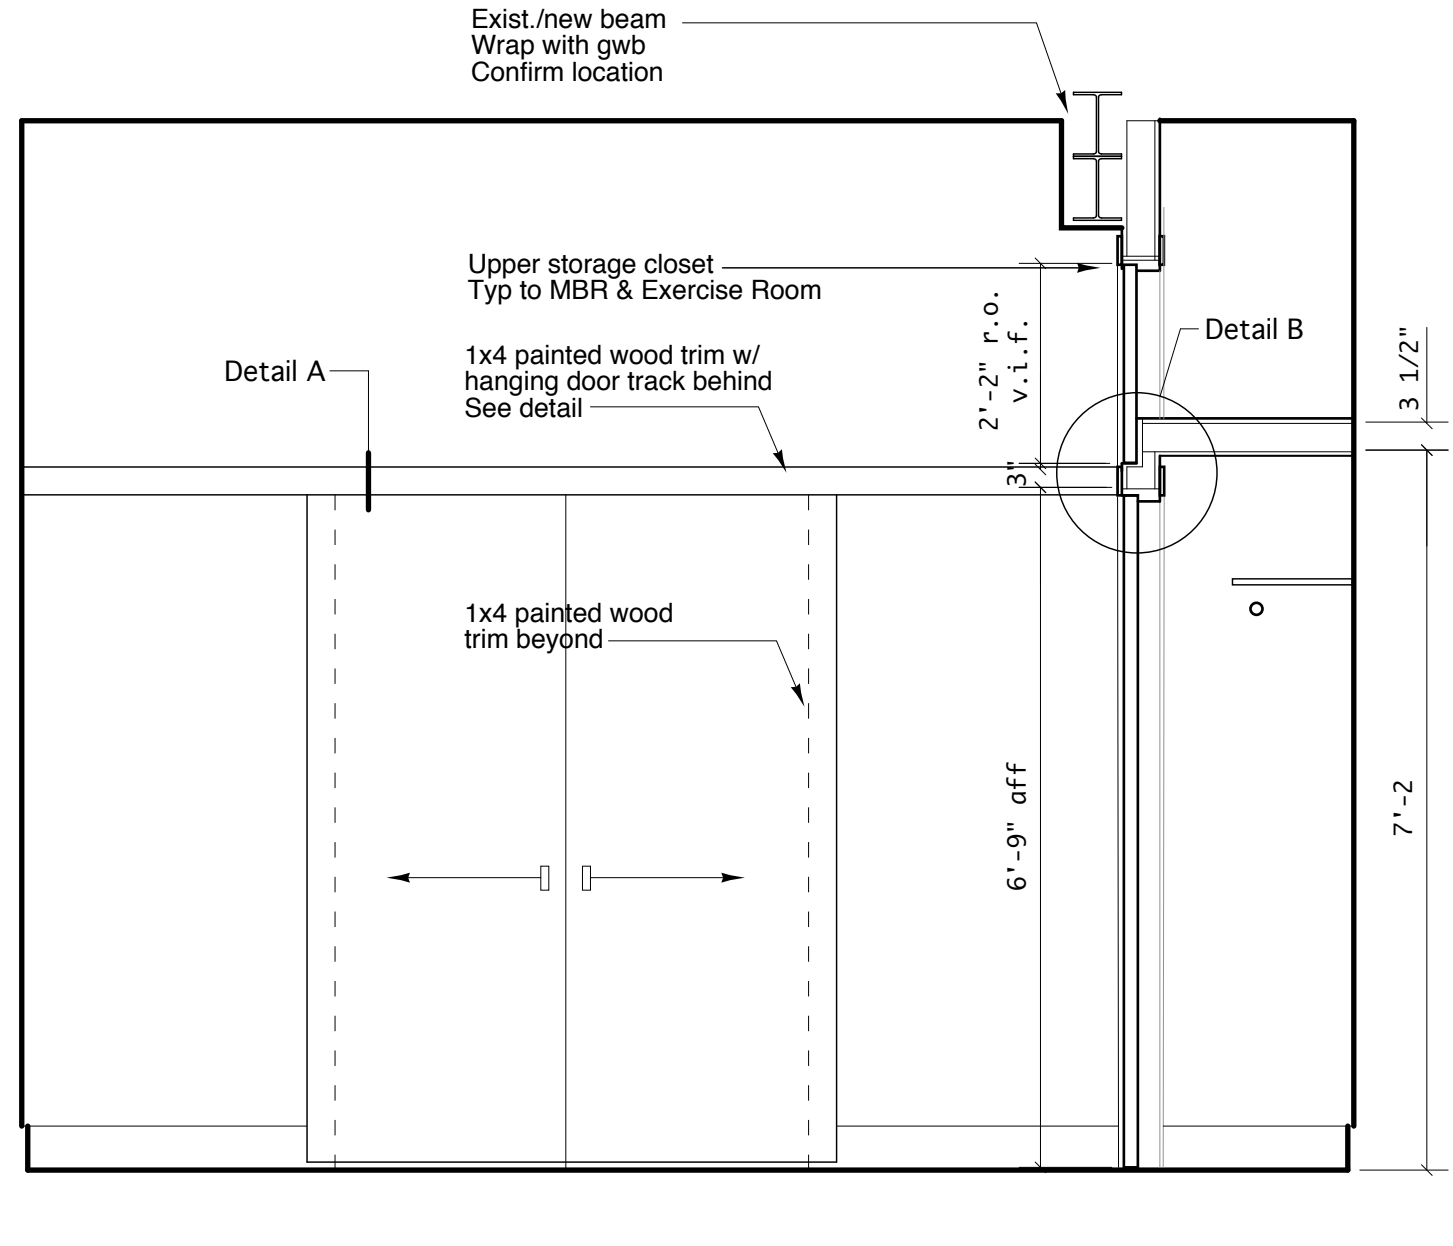 Exist./new beam
Wrap with gwb
Confirm location
Upper storage closet
Typ to MBR & Exercise Room
2'-2" r.o.
v.i.f.
Detail B
3 1/2"
1x4 painted wood trim w/
hanging door track behind
See detail
Detail A
3"
1x4 painted wood
trim beyond
6'-9" aff
7'-2